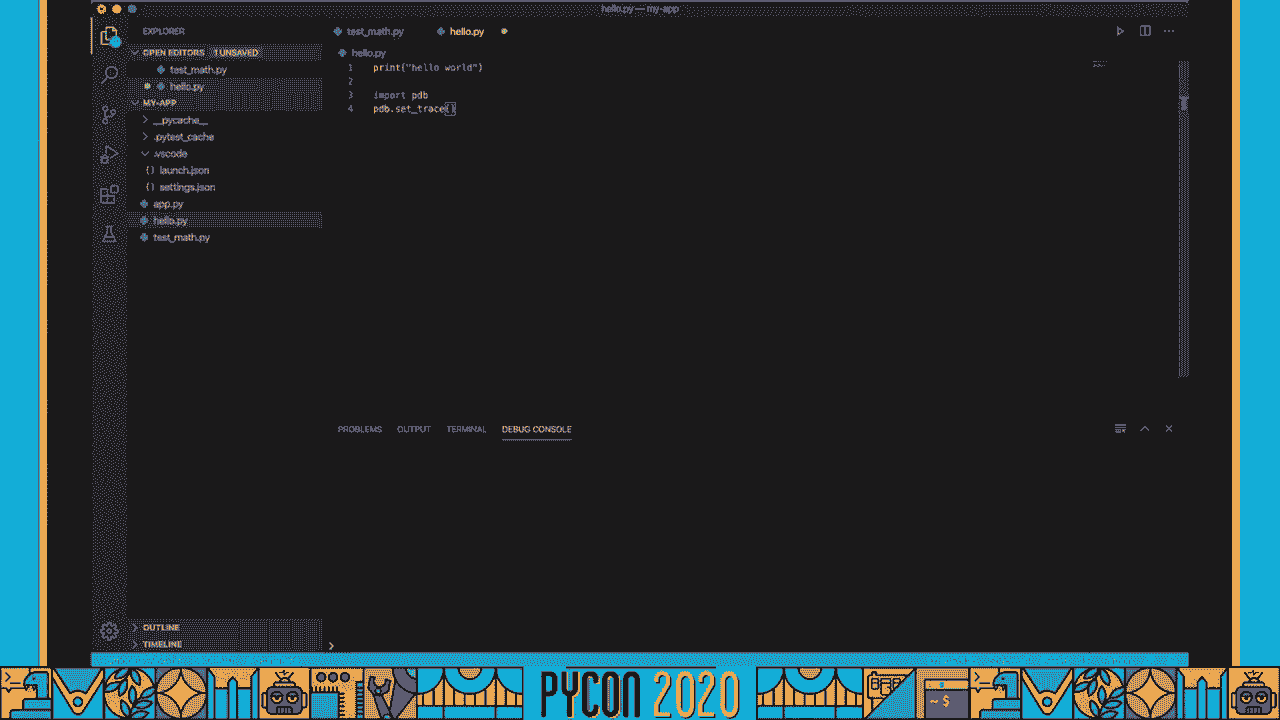 hello.py — my-app
EXPLORER
OPEN EDITORS 1 UNSAVED
test_math.py
hello.py
MY-APP
__pycache__
.pytest_cache
.vscode
{} launch.json
{} settings.json
app.py
hello.py
test_math.py
OUTLINE
TIMELINE
test_math.py hello.py
hello.py
1 print("hello world")
2
3 import pdb
4 pdb.set_trace()
PROBLEMS OUTPUT TERMINAL DEBUG CONSOLE
>
PYCON 2020
~ $